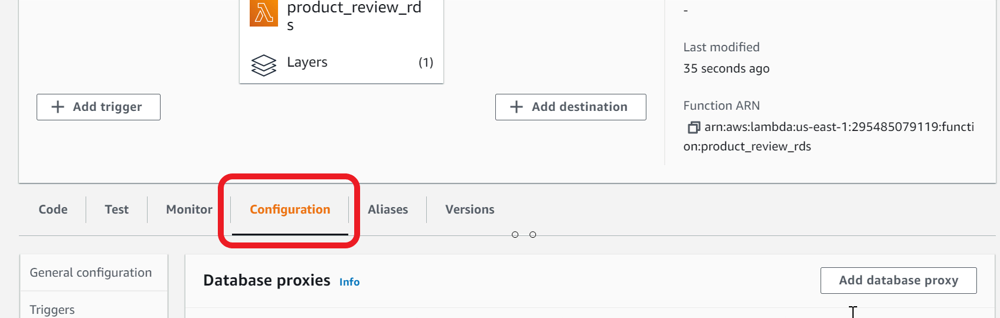 product_review_rd
s
Layers (1)
Add trigger
Add destination
-
Last modified
35 seconds ago
Function ARN
arn:aws:lambda:us-east-1:295485079119:functi
on:product_review_rds
Code Test Monitor Configuration Aliases Versions
General configuration
Triggers
Database proxies Info
Add database proxy